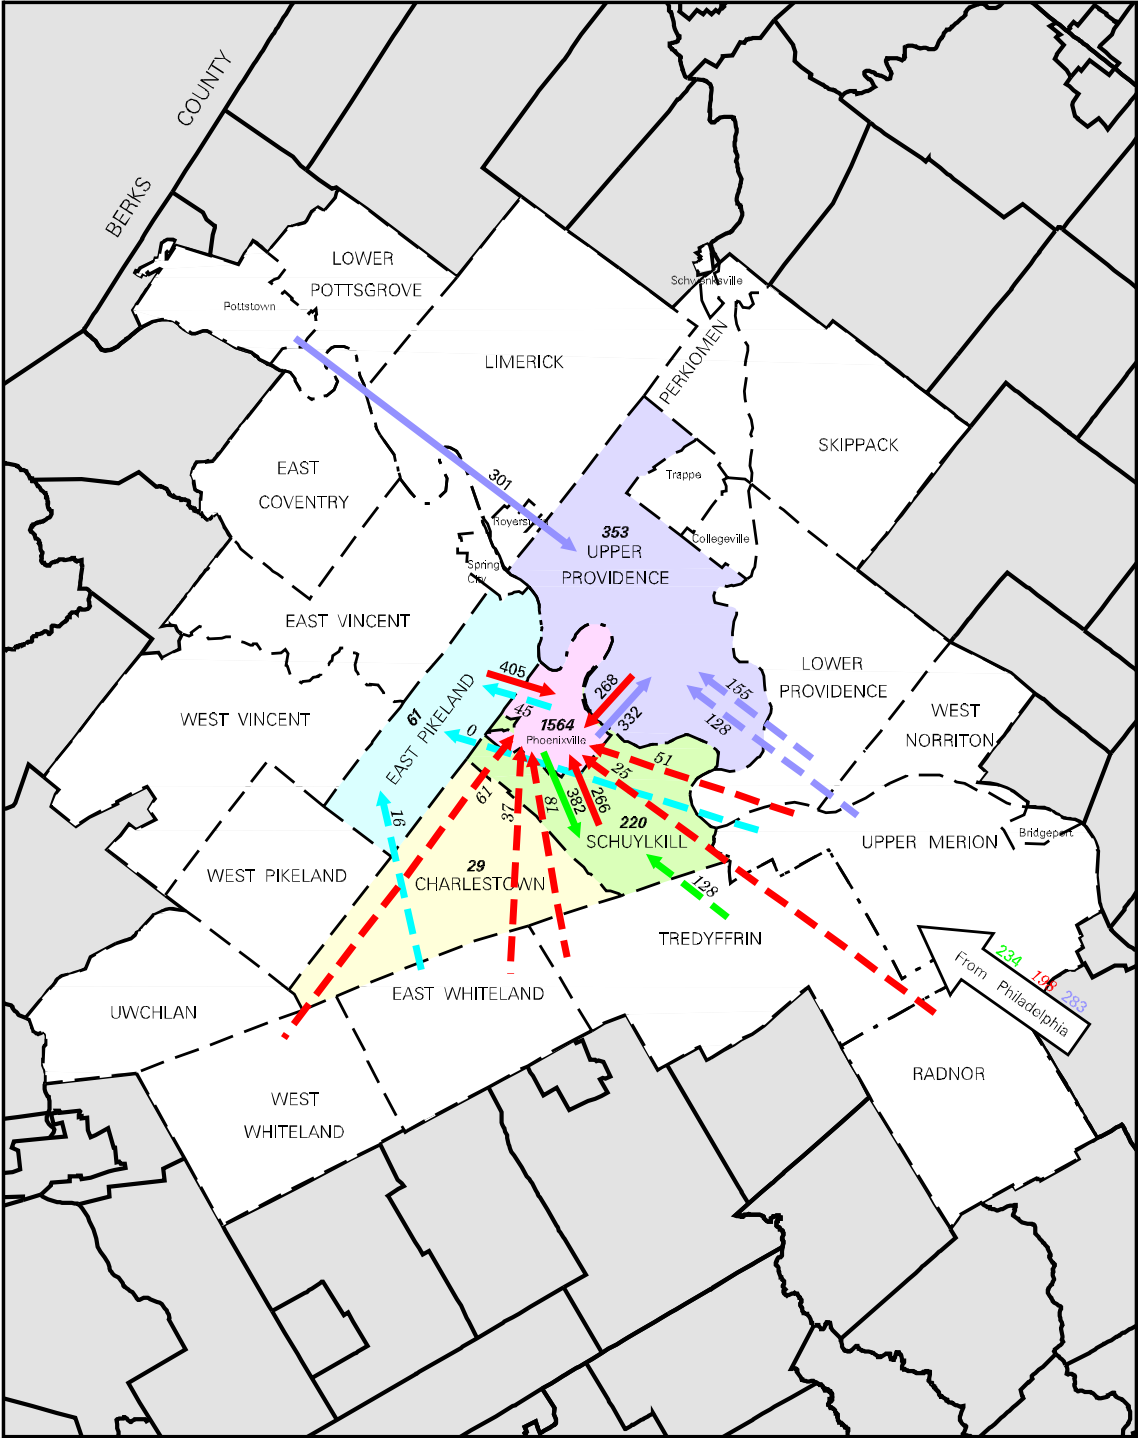 COUNTY
BERKS
LOWER
POTTSGROVE
Pottstown
Schwenksville
PERKIOMEN
LIMERICK
SKIPPACK
EAST
COVENTRY
301
Trappe
Collegeville
353
UPPER
PROVIDENCE
Spring
City
EAST VINCENT
405
268
332
LOWER
PROVIDENCE
155
128
WEST VINCENT
61
EAST PIKELAND
45
0
1564
Phoenixville
WEST
NORRITON
51
25
61
37
81
382
266
16
220
SCHUYLKILL
UPPER MERION
Bridgeport
29
CHARLESTOWN
WEST PIKELAND
128
TREDYFFRIN
EAST WHITELAND
UWCHLAN
234
198
283
From Philadelphia
RADNOR
WEST
WHITELAND